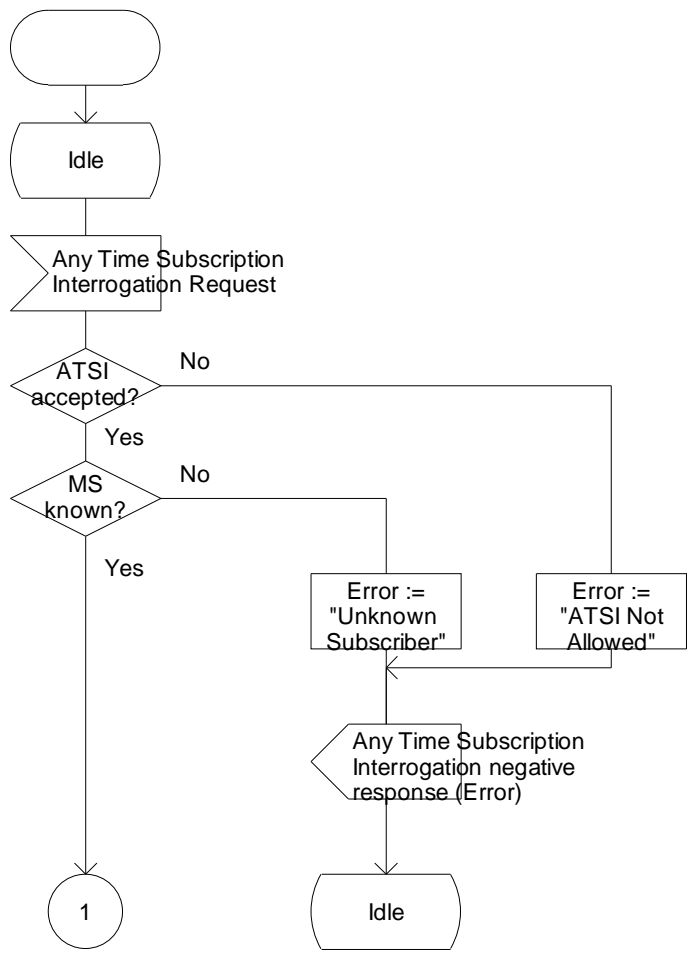 Idle
Any Time Subscription
Interrogation Request
ATSI
accepted?
No
Yes
MS
known?
No
Yes
Error :=
"Unknown
Subscriber"
Error :=
"ATSI Not
Allowed"
Any Time Subscription
Interrogation negative
response (Error)
1
Idle